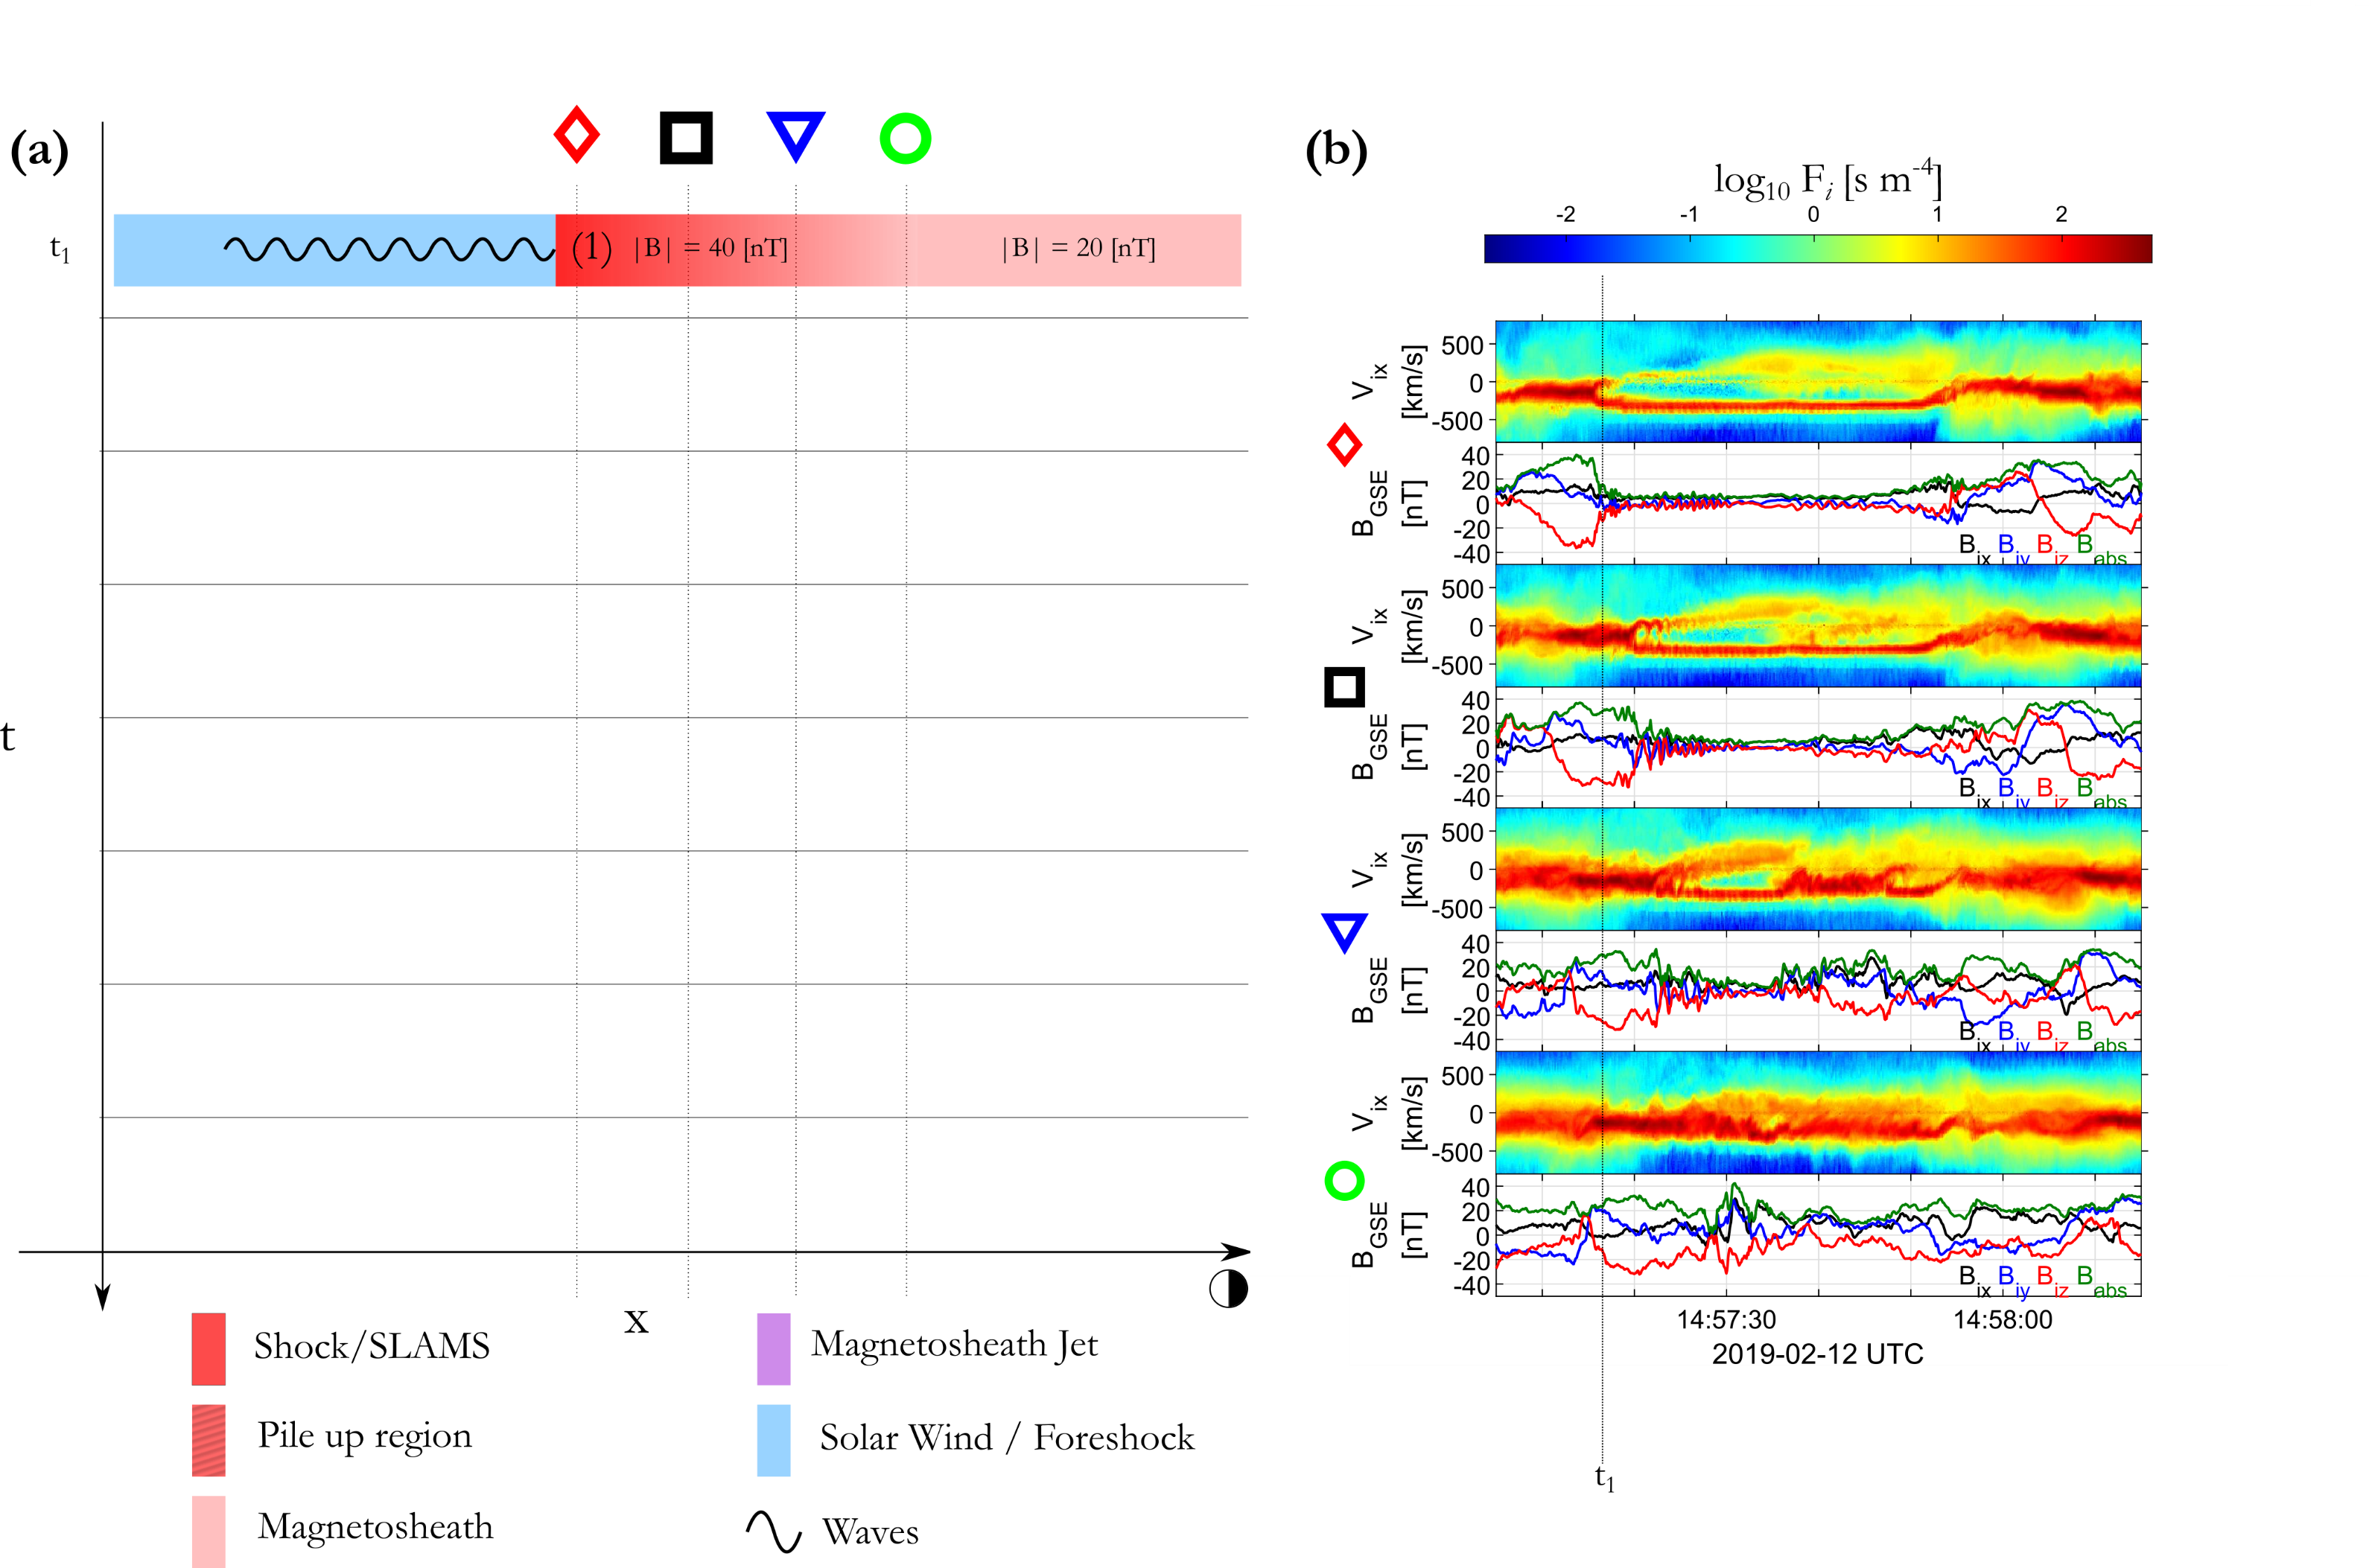 (a)
t1
(1) |B| = 40 [nT]
|B| = 20 [nT]
t
x
Shock/SLAMS
Pile up region
Magnetosheath
Magnetosheath Jet
Solar Wind / Foreshock
Waves
(b)
log10 Fi [s m-4]
-2 -1 0 1 2
Vix
[km/s]
500
0
-500
BGSE
[nT]
40
20
0
-20
-40
Bix Biy Biz Babs
Vix
[km/s]
500
0
-500
BGSE
[nT]
40
20
0
-20
-40
Bix Biy Biz Babs
Vix
[km/s]
500
0
-500
BGSE
[nT]
40
20
0
-20
-40
Bix Biy Biz Babs
Vix
[km/s]
500
0
-500
BGSE
[nT]
40
20
0
-20
-40
Bix Biy Biz Babs
14:57:30 14:58:00
2019-02-12 UTC
t1